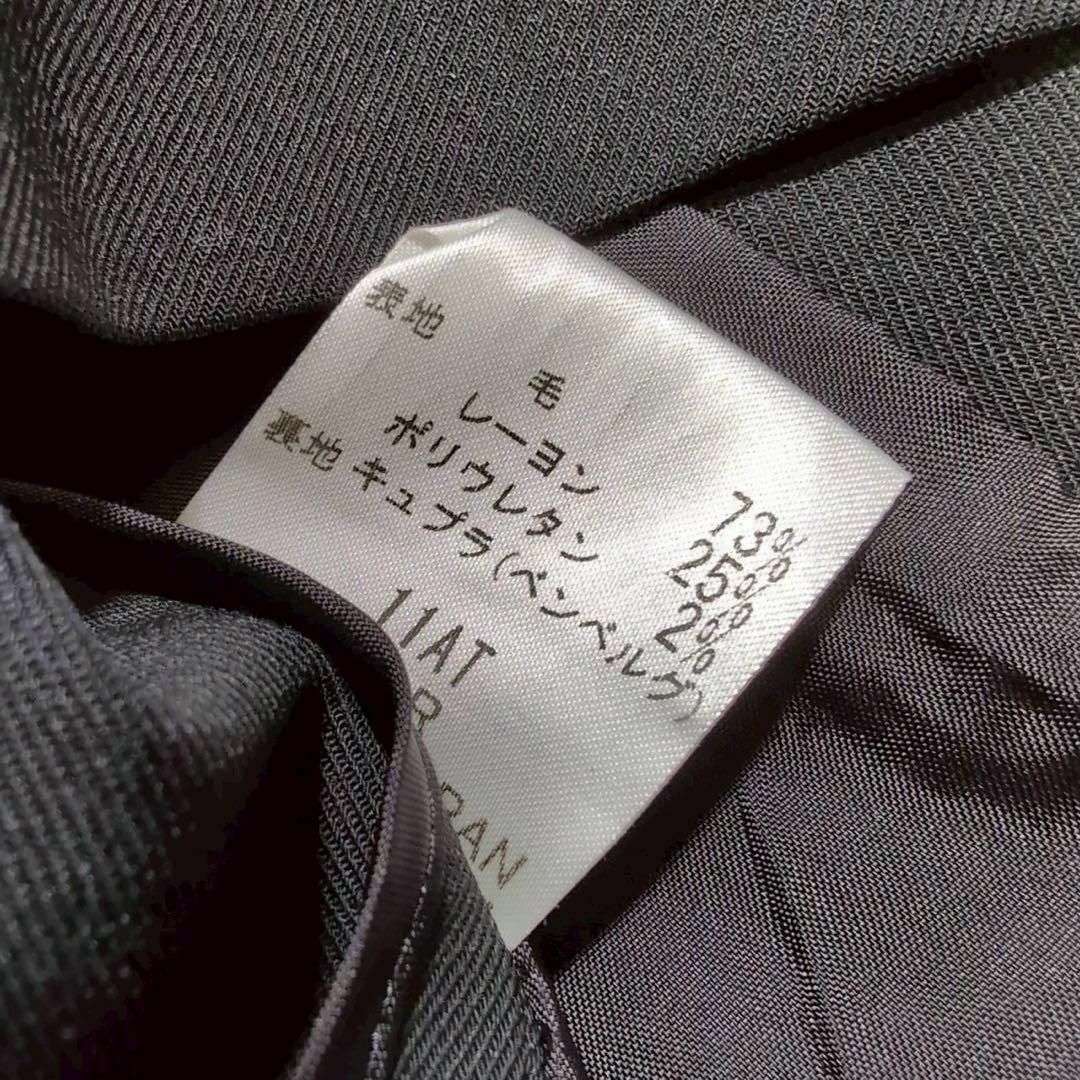 表地
毛 73%
レーヨン 25%
ポリウレタン 2%
裏地 キュプラ(ベンベルグ)
11AT